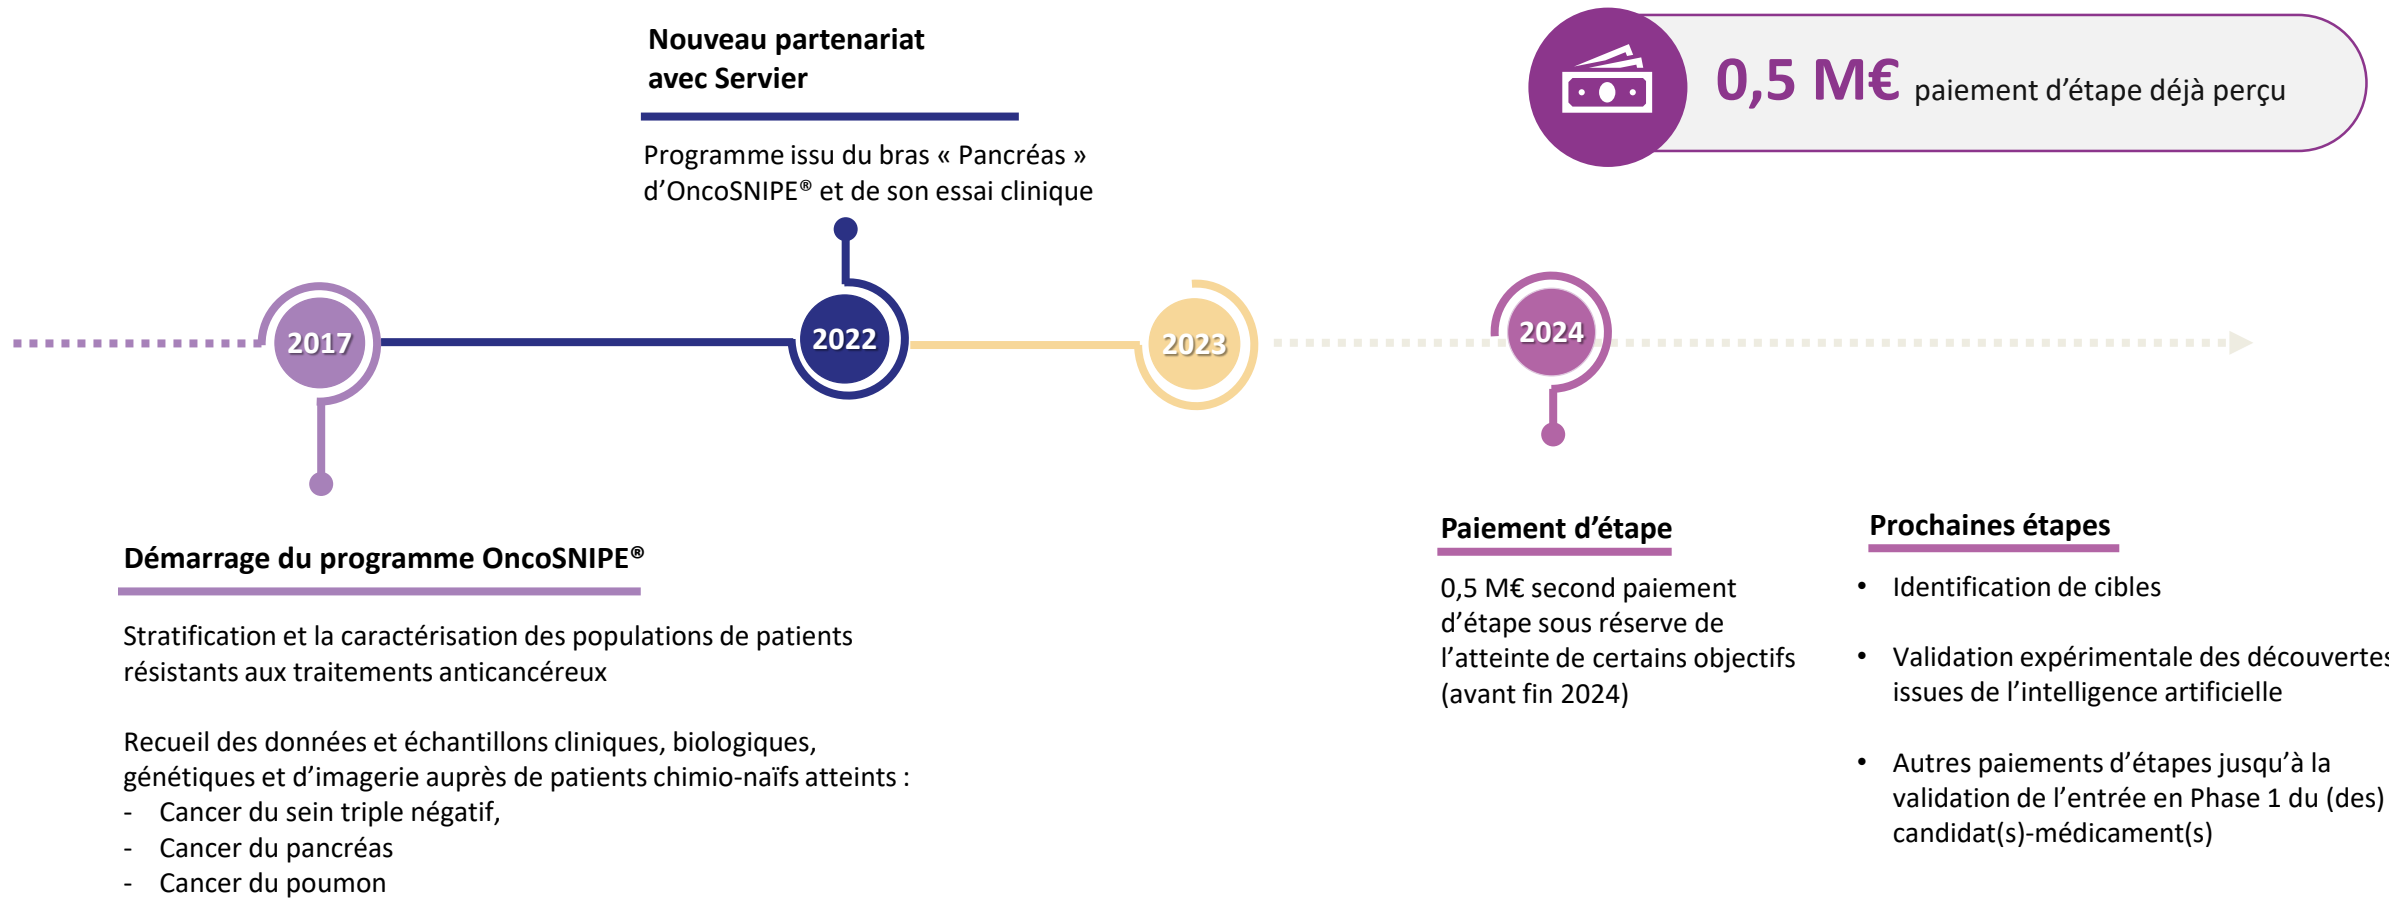 Nouveau partenariat
avec Servier
Programme issu du bras « Pancréas »
d’OncoSNIPE® et de son essai clinique
0,5 M€ paiement d’étape déjà perçu
2017
2022
2023
2024
Démarrage du programme OncoSNIPE®
Stratification et la caractérisation des populations de patients
résistants aux traitements anticancéreux
Recueil des données et échantillons cliniques, biologiques,
génétiques et d’imagerie auprès de patients chimio-naïfs atteints :
- Cancer du sein triple négatif,
- Cancer du pancréas
- Cancer du poumon
Paiement d’étape
0,5 M€ second paiement
d’étape sous réserve de
l’atteinte de certains objectifs
(avant fin 2024)
Prochaines étapes
• Identification de cibles
• Validation expérimentale des découvertes
issues de l’intelligence artificielle
• Autres paiements d’étapes jusqu’à la
validation de l’entrée en Phase 1 du (des)
candidat(s)-médicament(s)